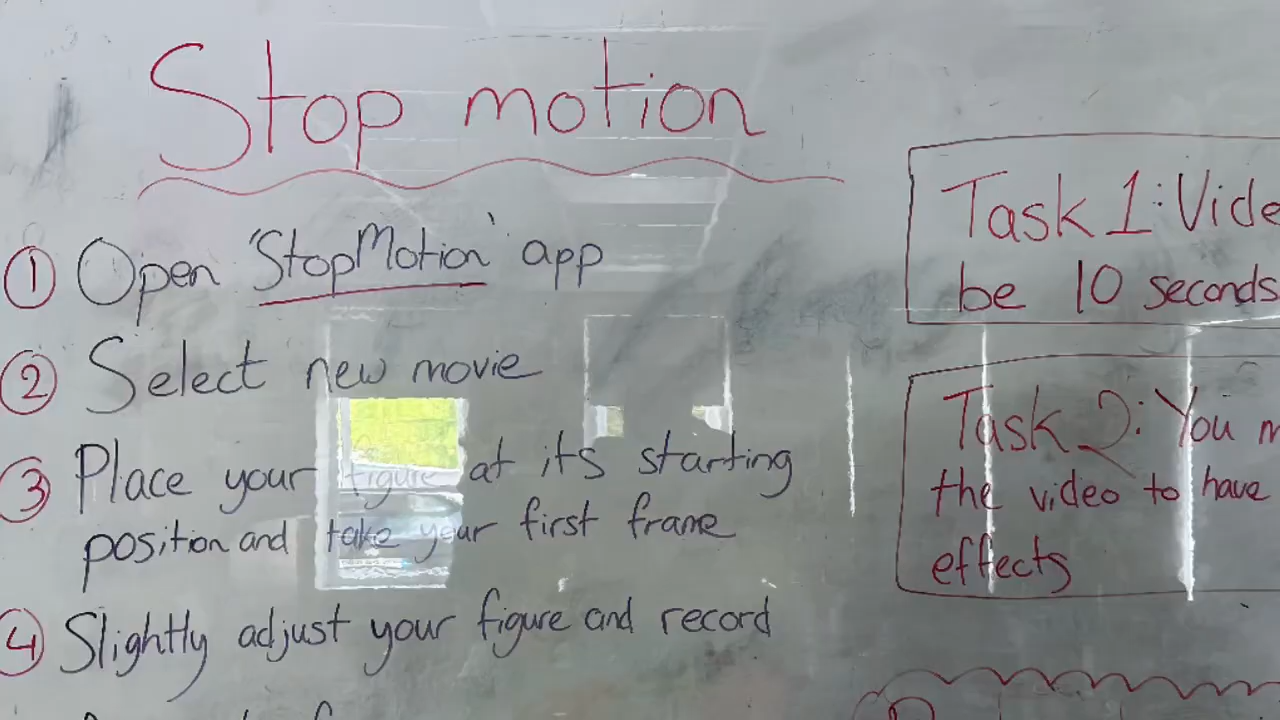 Stop motion
① Open 'StopMotion' app
② Select new movie
③ Place your figure at its starting
position and take your first frame
④ Slightly adjust your figure and record
Task 1: Vide
be 10 seconds
Task 2: You m
the video to have
effects